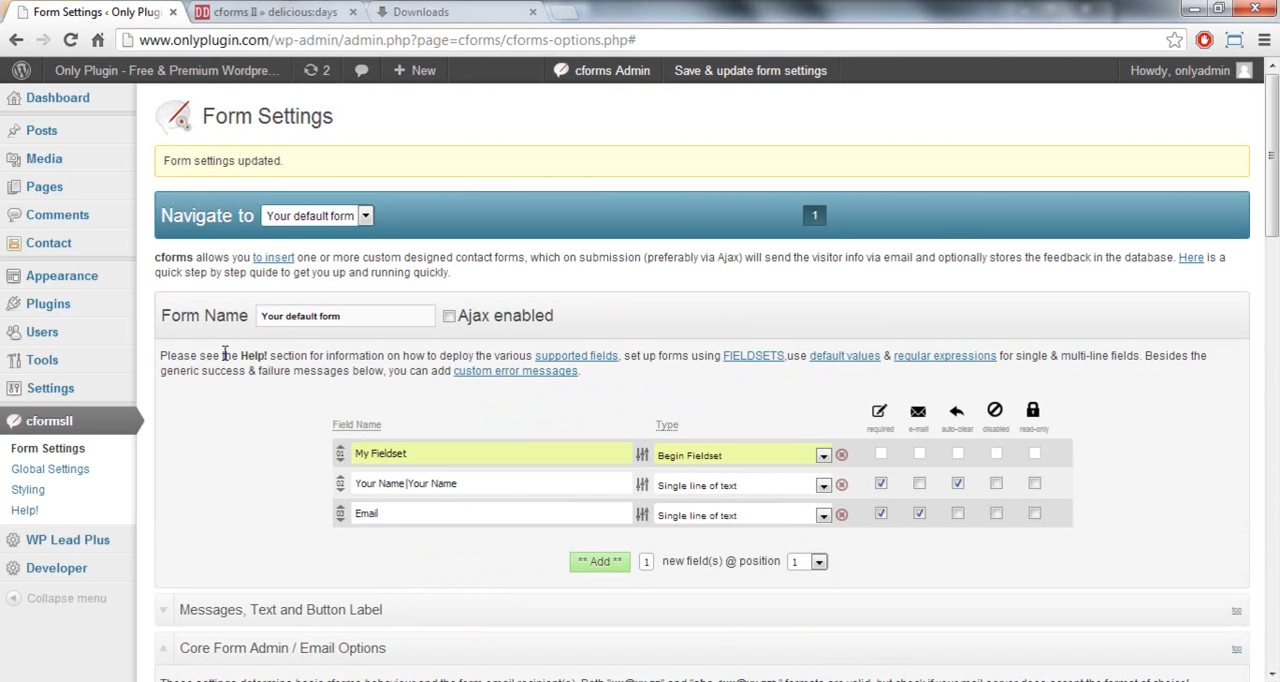 Form Settings ‹ Only Plugi
cforms II » delicious:days
Downloads
www.onlyplugin.com/wp-admin/admin.php?page=cforms/cforms-options.php#
Only Plugin - Free & Premium Wordpre...
2
New
cforms Admin
Save & update form settings
Howdy, onlyadmin
Dashboard
Posts
Media
Pages
Comments
Contact
Appearance
Plugins
Users
Tools
Settings
cformsII
Form Settings
Global Settings
Styling
Help!
WP Lead Plus
Developer
Collapse menu
Form Settings
Form settings updated.
Navigate to
Your default form
1
cforms allows you to insert one or more custom designed contact forms, which on submission (preferably via Ajax) will send the visitor info via email and optionally stores the feedback in the database. Here is a
quick step by step quide to get you up and running quickly.
Form Name
Your default form
Ajax enabled
Please see the Help! section for information on how to deploy the various supported fields, set up forms using FIELDSETS,use default values & regular expressions for single & multi-line fields. Besides the
generic success & failure messages below, you can add custom error messages.
Field Name
Type
required
e-mail
auto-clear
disabled
read-only
My Fieldset
Begin Fieldset
Your Name|Your Name
Single line of text
Email
Single line of text
** Add **
1
new field(s) @ position
1
Messages, Text and Button Label
top
Core Form Admin / Email Options
top